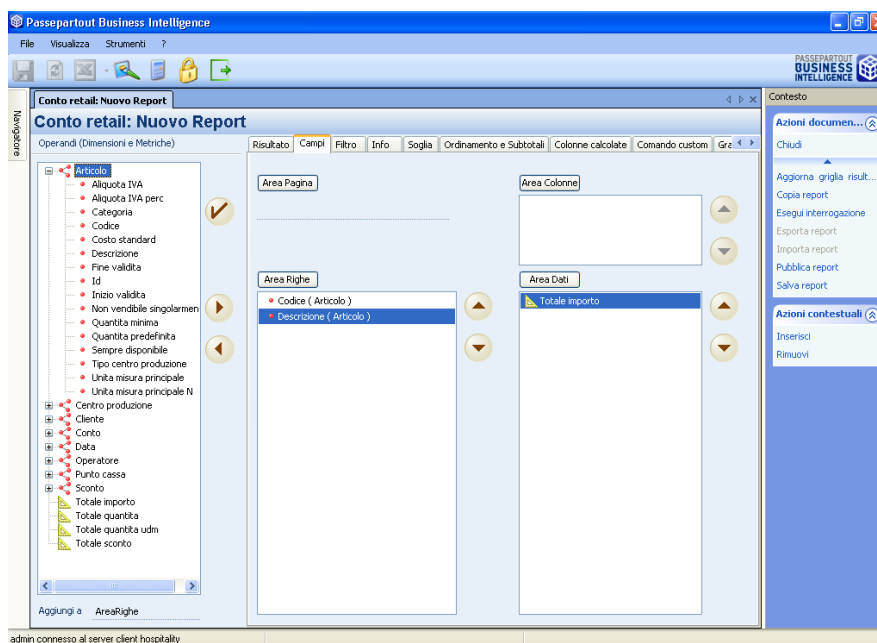 Passepartout Business Intelligence
File Visualizza Strumenti ?
PASSEPARTOUT
BUSINESS
INTELLIGENCE
Navigatore
Conto retail: Nuovo Report
Conto retail: Nuovo Report
Operandi (Dimensioni e Metriche)
Articolo
Aliquota IVA
Aliquota IVA perc
Categoria
Codice
Costo standard
Descrizione
Fine validita
Id
Inizio validita
Non vendibile singolarmen
Quantita minima
Quantita predefinita
Sempre disponibile
Tipo centro produzione
Unita misura principale
Unita misura principale N
Centro produzione
Cliente
Conto
Data
Operatore
Punto cassa
Sconto
Totale importo
Totale quantita
Totale quantita udm
Totale sconto
Aggiungi a AreaRighe
Risultato Campi Filtro Info Soglia Ordinamento e Subtotali Colonne calcolate Comando custom Gra
Area Pagina
Area Colonne
Area Righe
Codice ( Articolo )
Descrizione ( Articolo )
Area Dati
Totale importo
Contesto
Azioni documen...
Chiudi
Aggiorna griglia risult...
Copia report
Esegui interrogazione
Esporta report
Importa report
Pubblica report
Salva report
Azioni contestuali
Inserisci
Rimuovi
admin connesso al server client hospitality